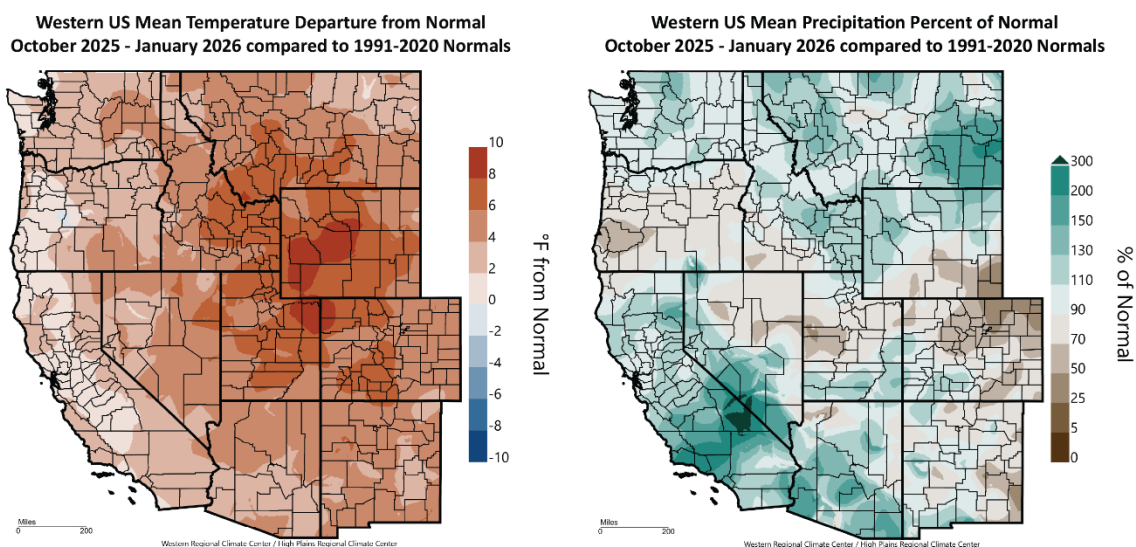 Western US Mean Temperature Departure from Normal
October 2025 - January 2026 compared to 1991-2020 Normals
10
8
6
4
2
0
-2
-4
-6
-8
-10
°F from Normal
Miles
0 200
Western Regional Climate Center / High Plains Regional Climate Center
Western US Mean Precipitation Percent of Normal
October 2025 - January 2026 compared to 1991-2020 Normals
300
200
150
130
110
90
70
50
25
5
0
% of Normal
Miles
0 200
Western Regional Climate Center / High Plains Regional Climate Center